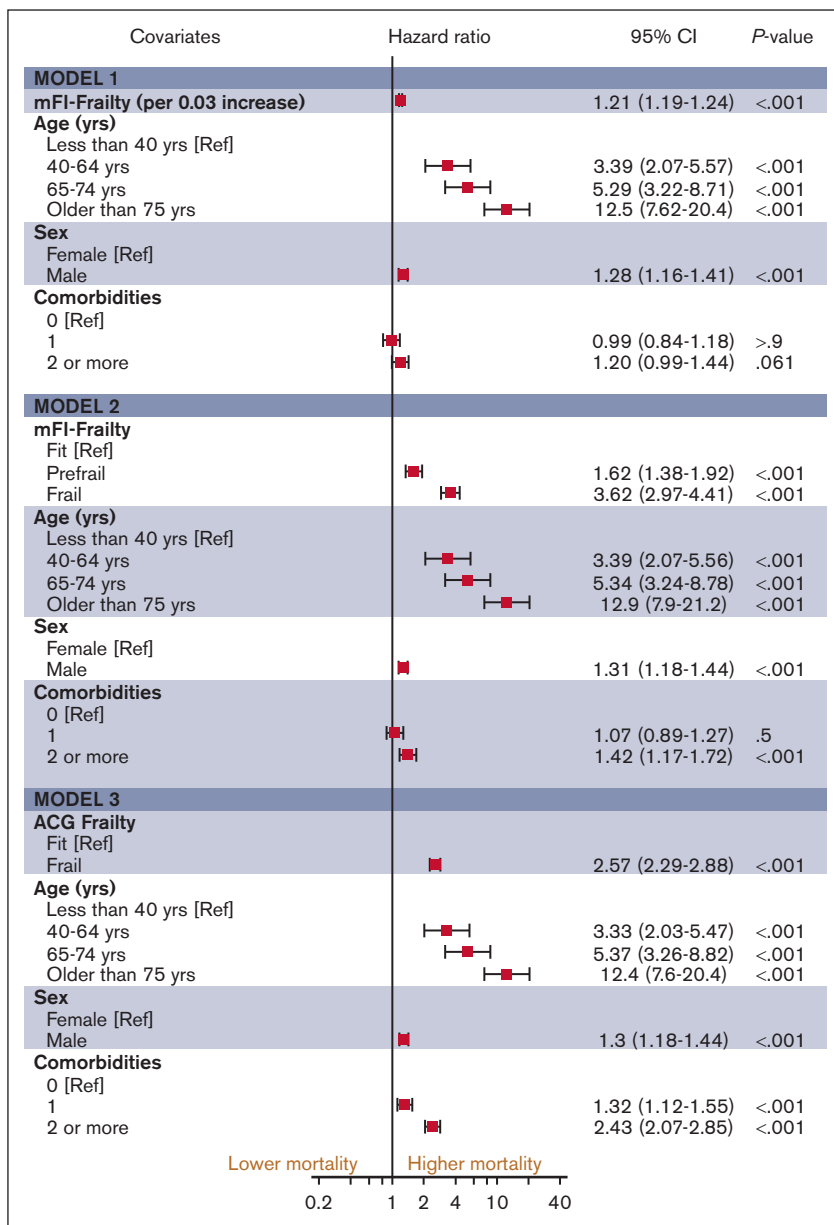 Covariates Hazard ratio 95% CI P-value
MODEL 1
mFI-Frailty (per 0.03 increase) 1.21 (1.19-1.24) <.001
Age (yrs)
Less than 40 yrs [Ref]
40-64 yrs 3.39 (2.07-5.57) <.001
65-74 yrs 5.29 (3.22-8.71) <.001
Older than 75 yrs 12.5 (7.62-20.4) <.001
Sex
Female [Ref]
Male 1.28 (1.16-1.41) <.001
Comorbidities
0 [Ref]
1 0.99 (0.84-1.18) >.9
2 or more 1.20 (0.99-1.44) .061
MODEL 2
mFI-Frailty
Fit [Ref]
Prefrail 1.62 (1.38-1.92) <.001
Frail 3.62 (2.97-4.41) <.001
Age (yrs)
Less than 40 yrs [Ref]
40-64 yrs 3.39 (2.07-5.56) <.001
65-74 yrs 5.34 (3.24-8.78) <.001
Older than 75 yrs 12.9 (7.9-21.2) <.001
Sex
Female [Ref]
Male 1.31 (1.18-1.44) <.001
Comorbidities
0 [Ref]
1 1.07 (0.89-1.27) .5
2 or more 1.42 (1.17-1.72) <.001
MODEL 3
ACG Frailty
Fit [Ref]
Frail 2.57 (2.29-2.88) <.001
Age (yrs)
Less than 40 yrs [Ref]
40-64 yrs 3.33 (2.03-5.47) <.001
65-74 yrs 5.37 (3.26-8.82) <.001
Older than 75 yrs 12.4 (7.6-20.4) <.001
Sex
Female [Ref]
Male 1.3 (1.18-1.44) <.001
Comorbidities
0 [Ref]
1 1.32 (1.12-1.55) <.001
2 or more 2.43 (2.07-2.85) <.001
Lower mortality Higher mortality
0.2 1 2 4 10 40